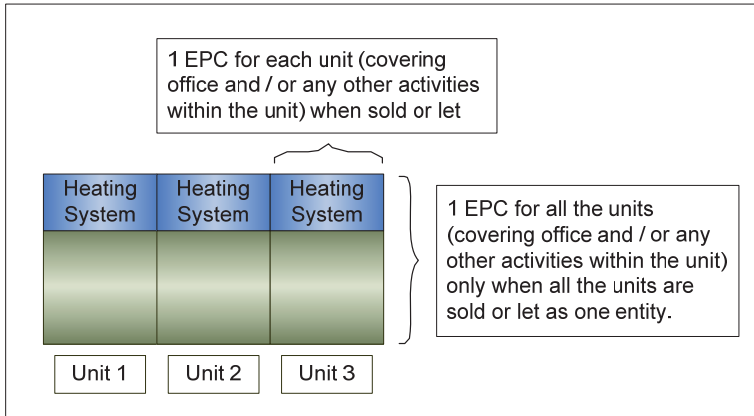 1 EPC for each unit (covering
office and / or any other activities
within the unit) when sold or let
Heating
System
Heating
System
Heating
System
1 EPC for all the units
(covering office and / or any
other activities within the unit)
only when all the units are
sold or let as one entity.
Unit 1
Unit 2
Unit 3